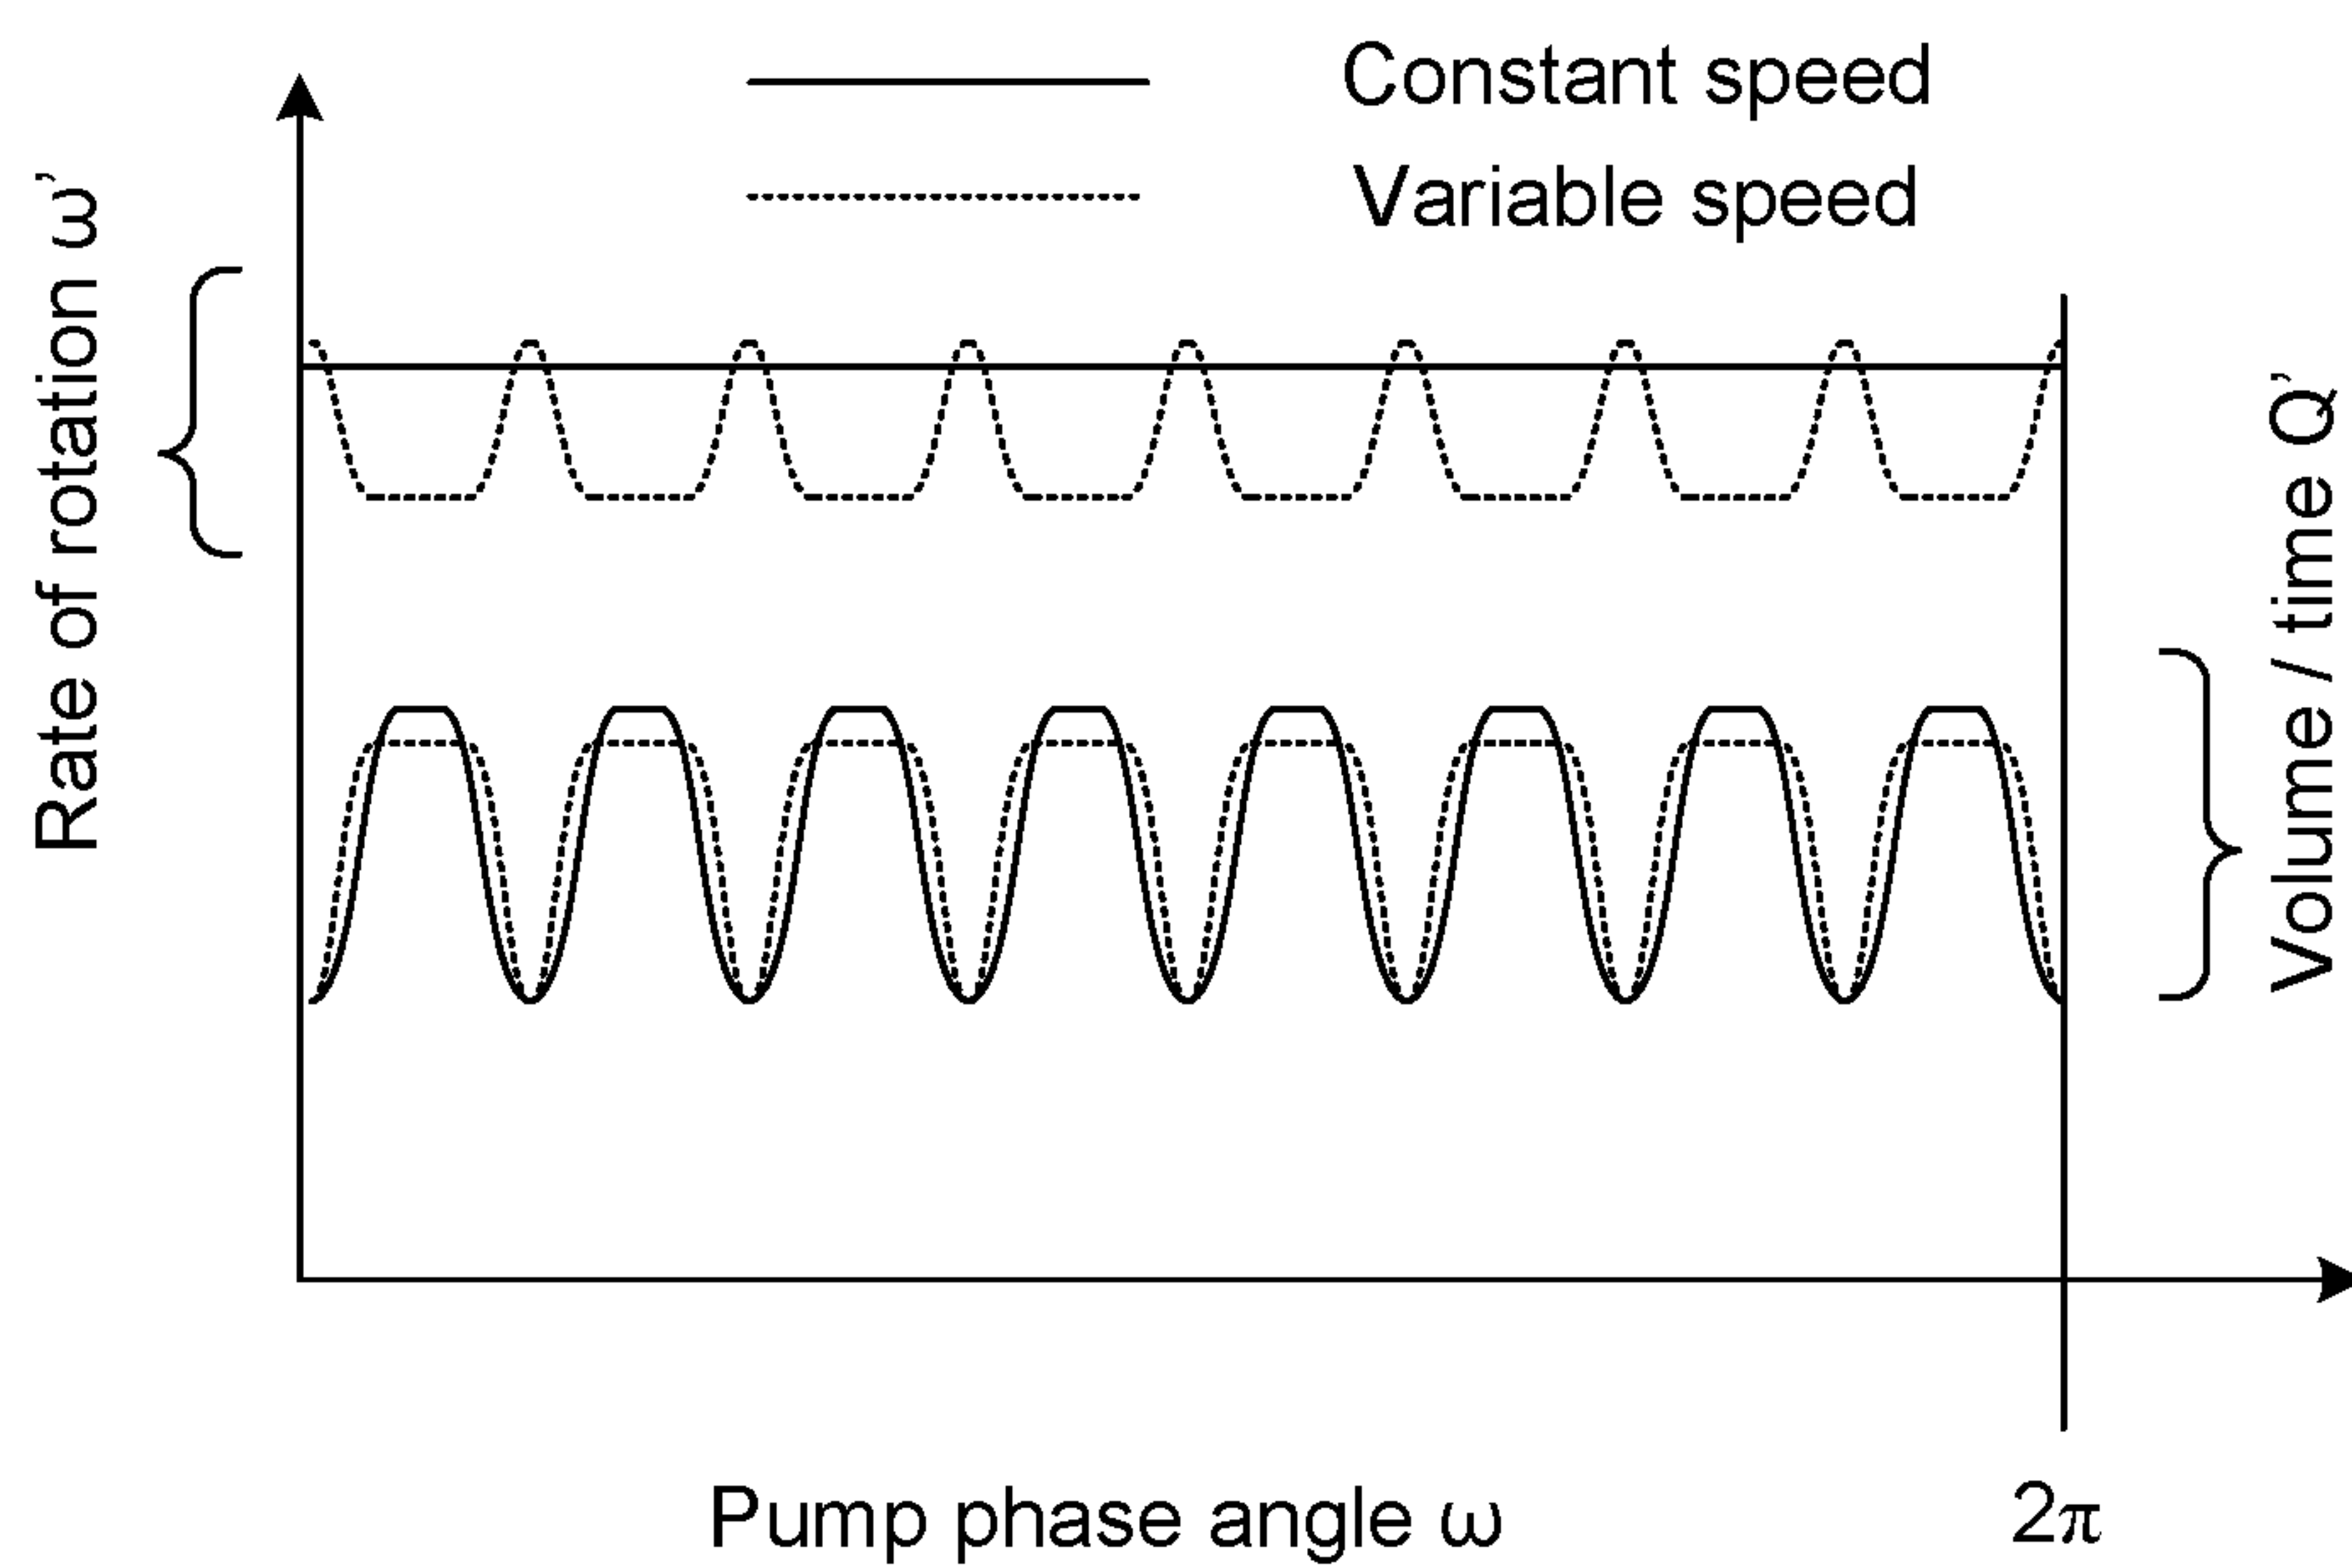 Constant speed
Variable speed
Rate of rotation ω’
Volume / time Q’
Pump phase angle ω
2π